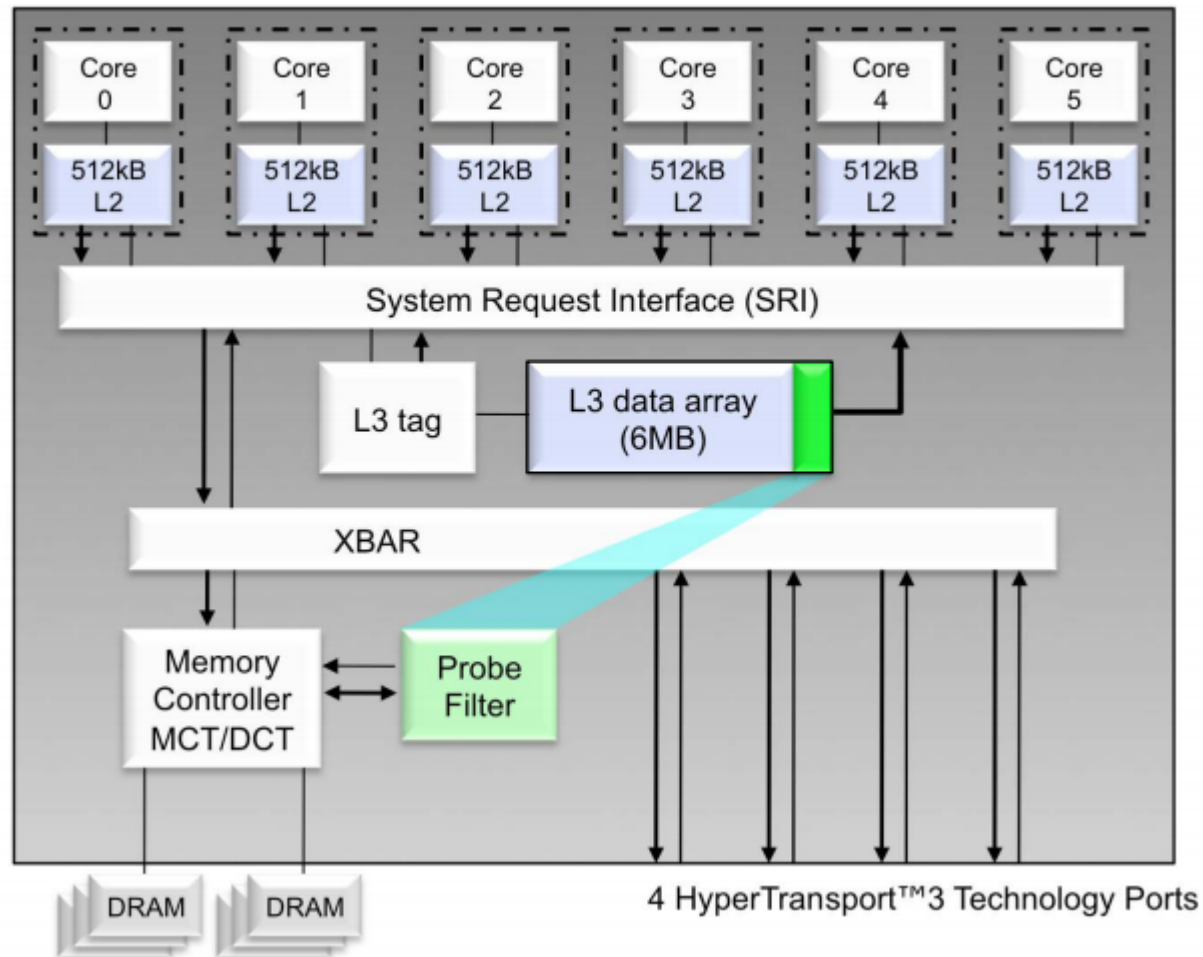 Core
0
Core
1
Core
2
Core
3
Core
4
Core
5
512kB
L2
512kB
L2
512kB
L2
512kB
L2
512kB
L2
512kB
L2
System Request Interface (SRI)
L3 tag
L3 data array
(6MB)
XBAR
Memory
Controller
MCT/DCT
Probe
Filter
DRAM
DRAM
4 HyperTransport™3 Technology Ports